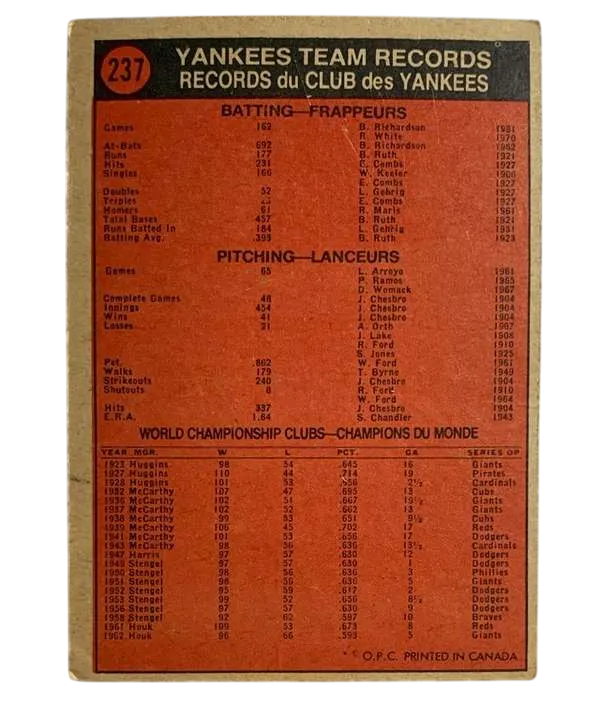 237
YANKEES TEAM RECORDS
RECORDS du CLUB des YANKEES
BATTING—FRAPPEURS
Games 162 B. Richardson 1961
R. White 1970
At-Bats 692 B. Richardson 1962
Runs 177 B. Ruth 1921
Hits 231 E. Combs 1927
Singles 166 W. Keeler 1906
E. Combs 1927
Doubles 52 L. Gehrig 1927
Triples 23 E. Combs 1927
Homers 61 R. Maris 1961
Total Bases 457 B. Ruth 1921
Runs Batted In 184 L. Gehrig 1931
Batting Avg. .393 B. Ruth 1923
PITCHING—LANCEURS
Games 65 L. Arroyo 1961
P. Ramos 1965
D. Womack 1967
Complete Games 48 J. Chesbro 1904
Innings 454 J. Chesbro 1904
Wins 41 J. Chesbro 1904
Losses 21 A. Orth 1907
J. Lake 1908
R. Ford 1910
S. Jones 1925
Pct. .862 W. Ford 1961
Walks 179 T. Byrne 1949
Strikeouts 240 J. Chesbro 1904
Shutouts 8 R. Ford 1910
W. Ford 1964
Hits 337 J. Chesbro 1904
E.R.A. 1.64 S. Chandler 1943
WORLD CHAMPIONSHIP CLUBS—CHAMPIONS DU MONDE
YEAR MGR. W L PCT. GA SERIES OP
1923 Huggins 98 54 .645 16 Giants
1927 Huggins 110 44 .714 19 Pirates
1928 Huggins 101 53 .656 2½ Cardinals
1932 McCarthy 107 47 .695 13 Cubs
1936 McCarthy 102 51 .667 19½ Giants
1937 McCarthy 102 52 .662 13 Giants
1938 McCarthy 99 53 .651 9½ Cubs
1939 McCarthy 106 45 .702 17 Reds
1941 McCarthy 101 53 .656 17 Dodgers
1943 McCarthy 98 56 .636 13½ Cardinals
1947 Harris 97 57 .630 12 Dodgers
1949 Stengel 97 57 .630 1 Dodgers
1950 Stengel 98 56 .636 3 Phillies
1951 Stengel 98 56 .636 5 Giants
1952 Stengel 95 59 .617 2 Dodgers
1953 Stengel 99 52 .656 8½ Dodgers
1956 Stengel 97 57 .630 9 Dodgers
1958 Stengel 92 62 .597 10 Braves
1961 Houk 109 53 .673 8 Reds
1962 Houk 96 66 .593 5 Giants
* * O.P.C. PRINTED IN CANADA